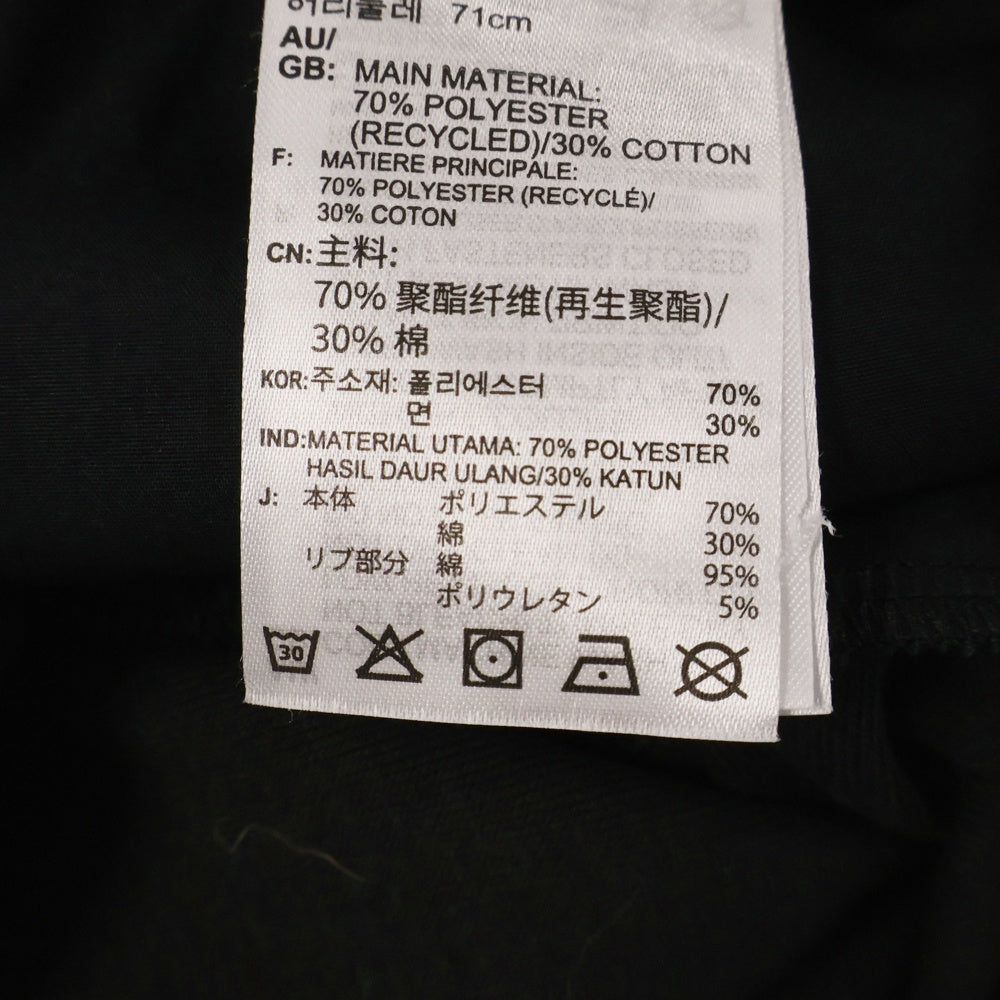 허리둘레 71cm
AU/
GB: MAIN MATERIAL:
70% POLYESTER
(RECYCLED)/30% COTTON
F: MATIERE PRINCIPALE:
70% POLYESTER (RECYCLÉ)/
30% COTON
CN: 主料:
70% 聚酯纤维(再生聚酯)/
30% 棉
KOR: 주소재: 폴리에스터 70%
면 30%
IND: MATERIAL UTAMA: 70% POLYESTER
HASIL DAUR ULANG/30% KATUN
J: 本体 ポリエステル 70%
綿 30%
リブ部分 綿 95%
ポリウレタン 5%
30